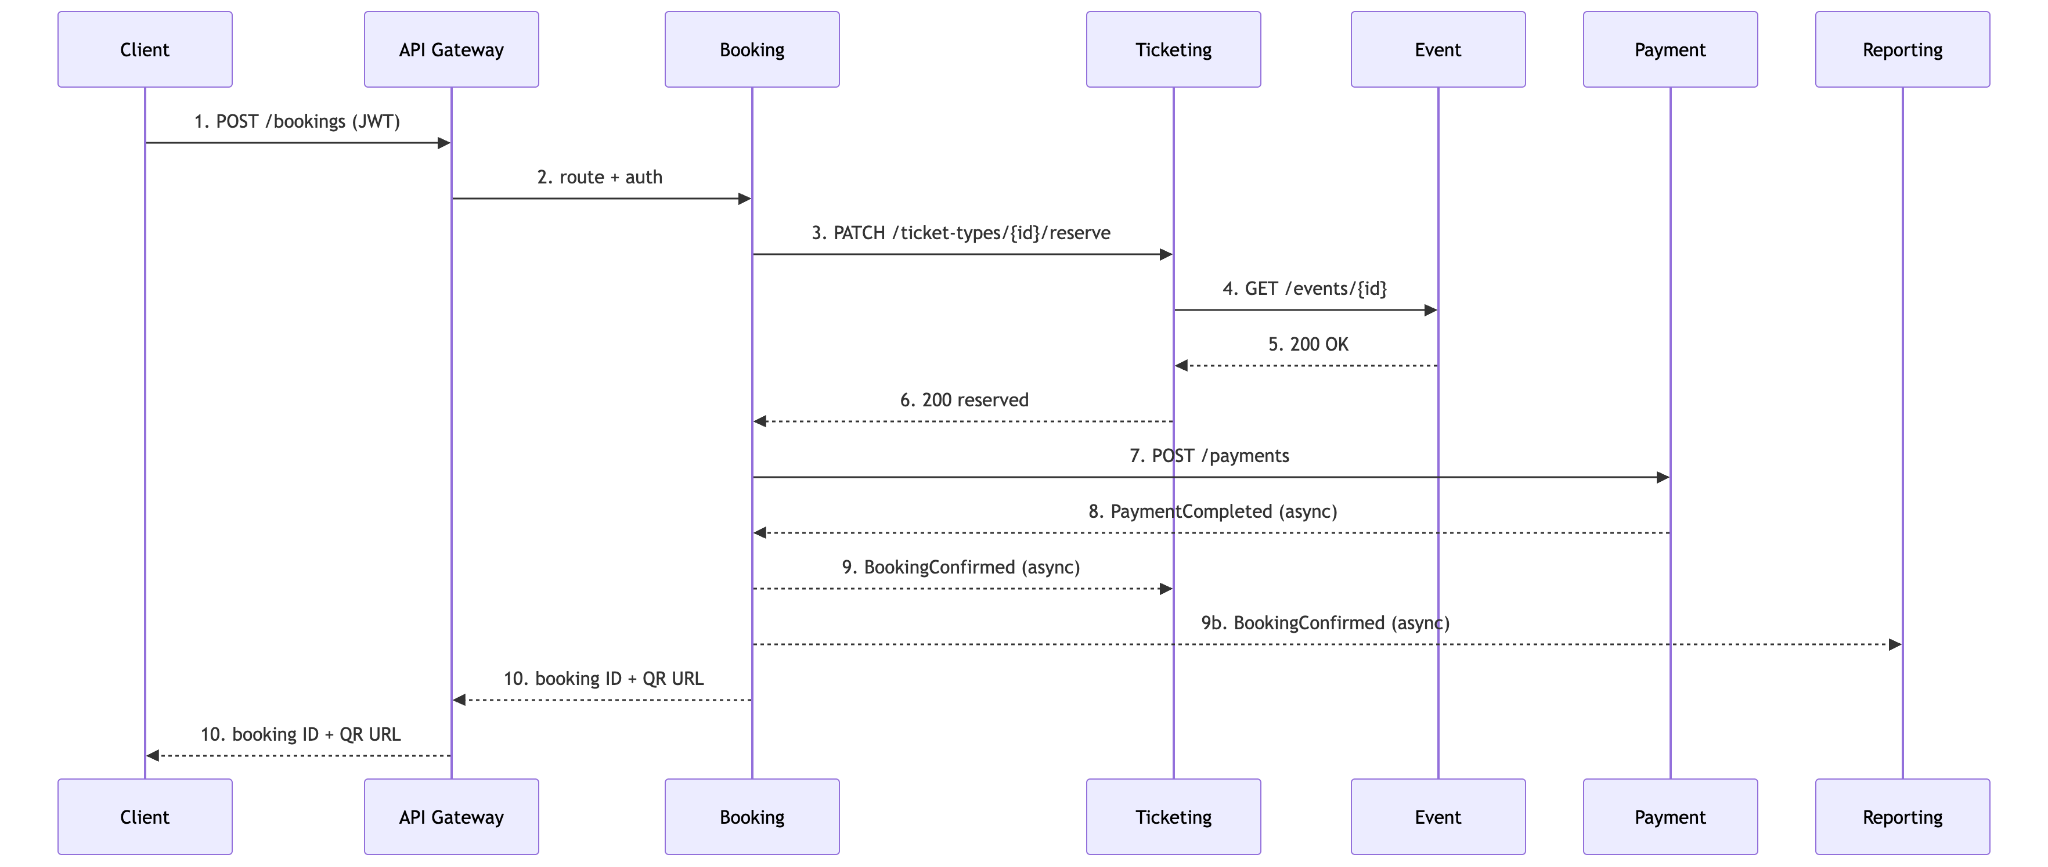 Client
API Gateway
Booking
Ticketing
Event
Payment
Reporting
1. POST /bookings (JWT)
2. route + auth
3. PATCH /ticket-types/{id}/reserve
4. GET /events/{id}
5. 200 OK
6. 200 reserved
7. POST /payments
8. PaymentCompleted (async)
9. BookingConfirmed (async)
9b. BookingConfirmed (async)
10. booking ID + QR URL
10. booking ID + QR URL
Client
API Gateway
Booking
Ticketing
Event
Payment
Reporting